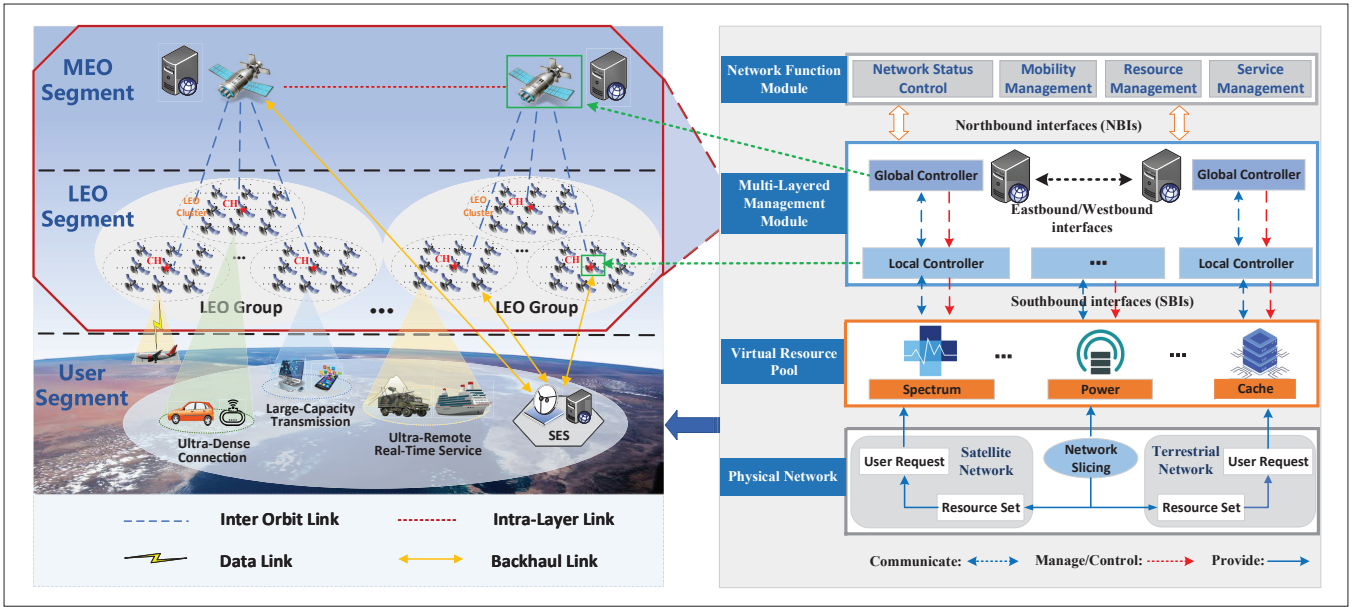 MEO
Segment
LEO
Segment
LEO
Cluster
CH
LEO
Cluster
CH
CH
CH
CH
CH
...
...
LEO Group
...
LEO Group
User
Segment
Large-Capacity
Transmission
Ultra-Dense
Connection
Ultra-Remote
Real-Time Service
SES
Inter Orbit Link
Intra-Layer Link
Data Link
Backhaul Link
Network Function
Module
Network Status
Control
Mobility
Management
Resource
Management
Service
Management
Northbound interfaces (NBIs)
Multi-Layered
Management
Module
Global Controller
Global Controller
Eastbound/Westbound
interfaces
Local Controller
...
Local Controller
Southbound interfaces (SBIs)
Virtual Resource
Pool
...
...
Spectrum
Power
Cache
Physical Network
User Request
Satellite
Network
Resource Set
Network
Slicing
Terrestrial
Network
User Request
Resource Set
Communicate:
Manage/Control:
Provide: